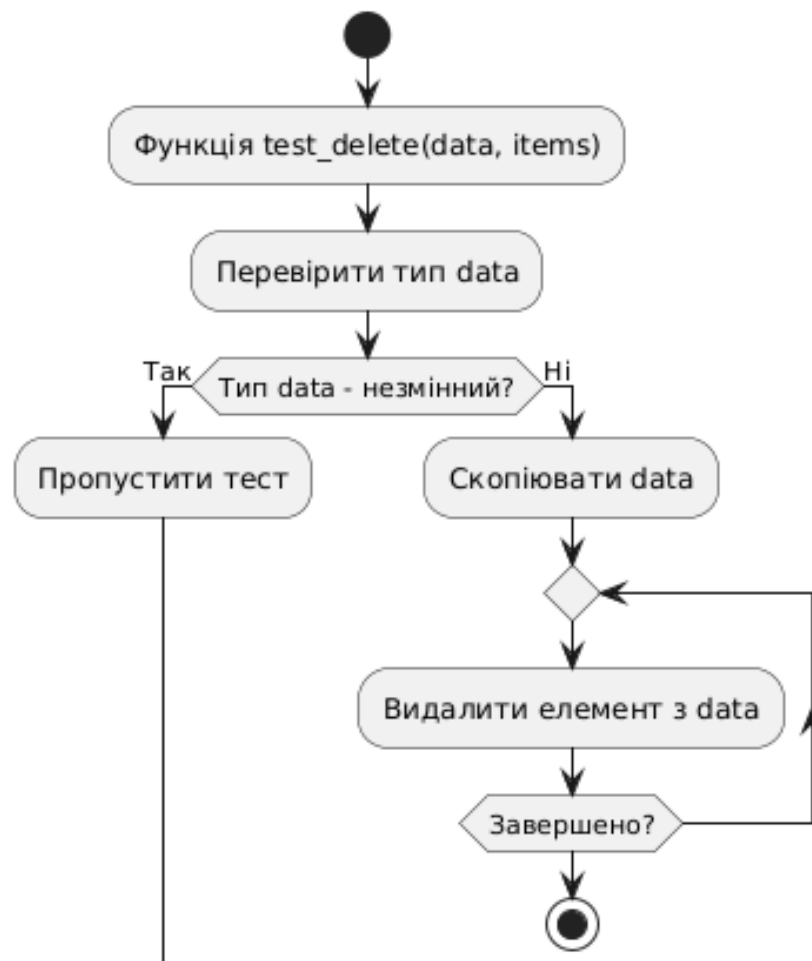 Функція test_delete(data, items)
Перевірити тип data
Так
Тип data - незмінний?
Ні
Пропустити тест
Скопіювати data
Видалити елемент з data
Завершено?